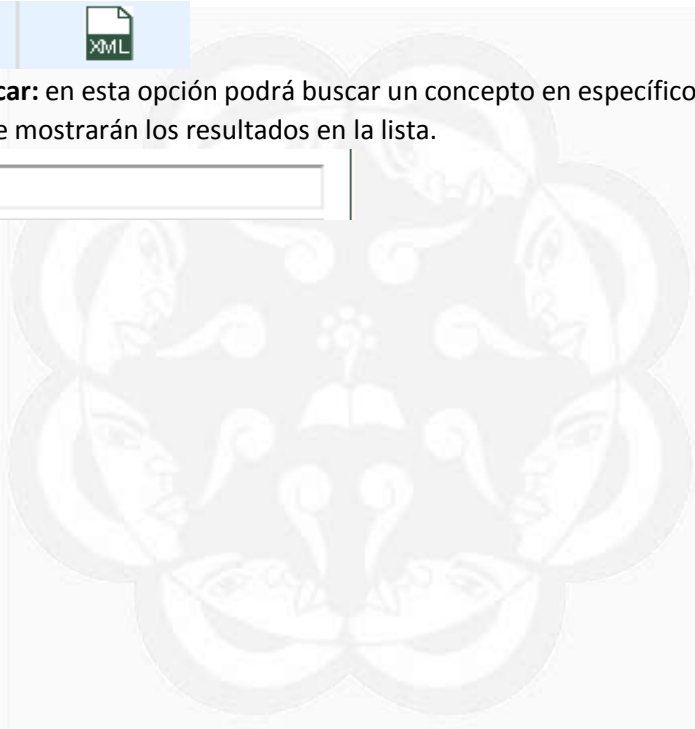 XML
car: en esta opción podrá buscar un concepto en específico
e mostrarán los resultados en la lista.